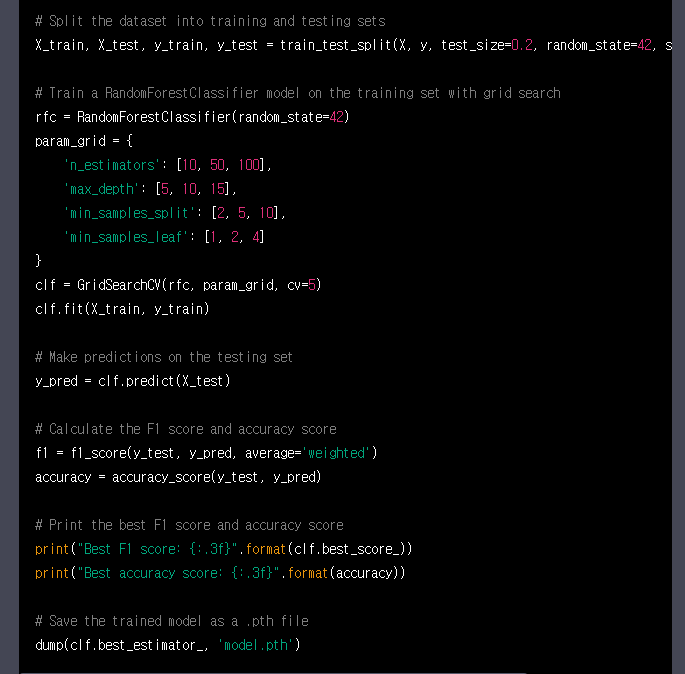 # Split the dataset into training and testing sets
X_train, X_test, y_train, y_test = train_test_split(X, y, test_size=0.2, random_state=42, s
# Train a RandomForestClassifier model on the training set with grid search
rfc = RandomForestClassifier(random_state=42)
param_grid = {
    'n_estimators': [10, 50, 100],
    'max_depth': [5, 10, 15],
    'min_samples_split': [2, 5, 10],
    'min_samples_leaf': [1, 2, 4]
}
clf = GridSearchCV(rfc, param_grid, cv=5)
clf.fit(X_train, y_train)
# Make predictions on the testing set
y_pred = clf.predict(X_test)
# Calculate the F1 score and accuracy score
f1 = f1_score(y_test, y_pred, average='weighted')
accuracy = accuracy_score(y_test, y_pred)
# Print the best F1 score and accuracy score
print("Best F1 score: {:.3f}".format(clf.best_score_))
print("Best accuracy score: {:.3f}".format(accuracy))
# Save the trained model as a .pth file
dump(clf.best_estimator_, 'model.pth')